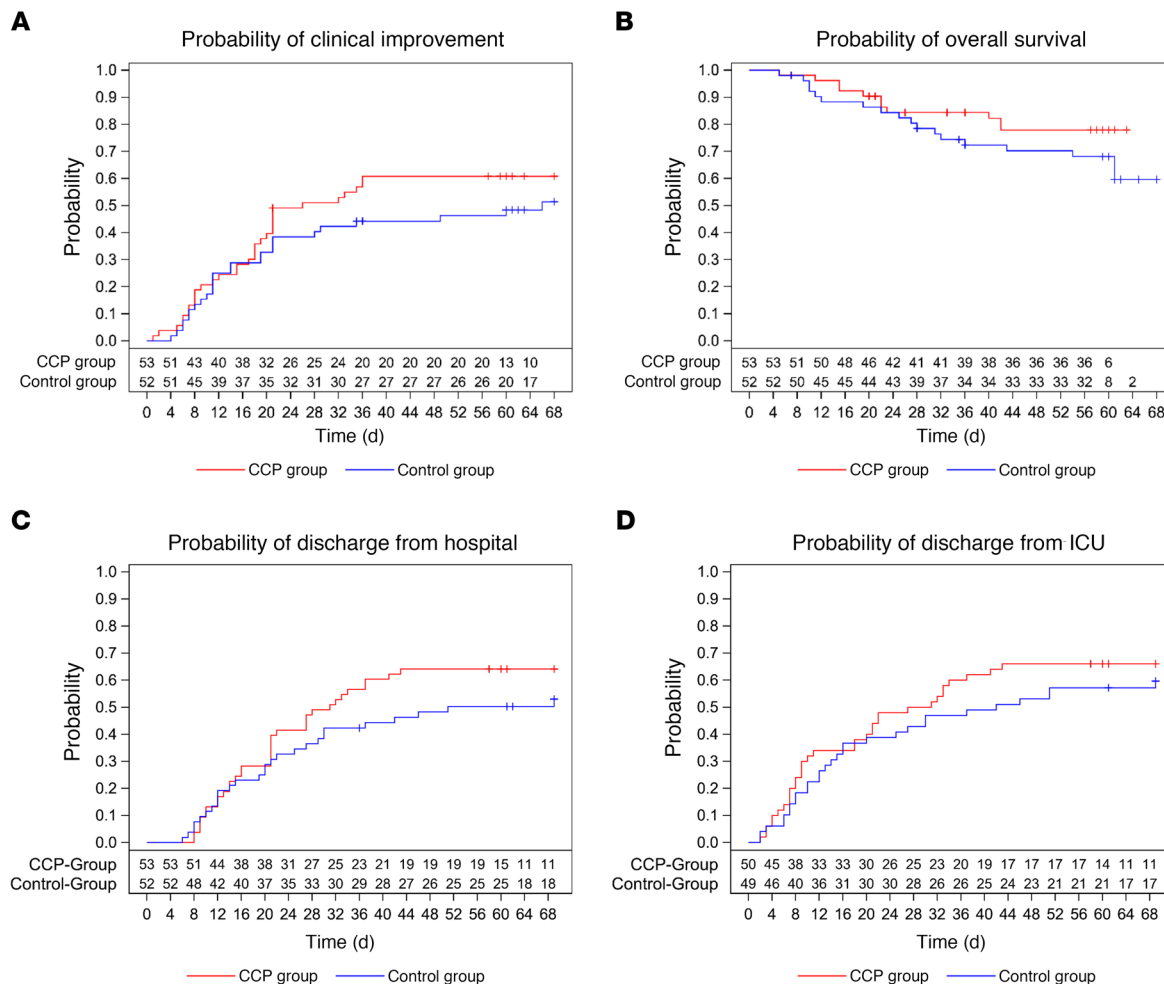 A
Probability of clinical improvement
Probability
1.0
0.9
0.8
0.7
0.6
0.5
0.4
0.3
0.2
0.1
0.0
CCP group 53 51 43 40 38 32 26 25 24 20 20 20 20 20 20 13 10
Control group 52 51 45 39 37 35 32 31 30 27 27 27 27 26 26 20 17
0 4 8 12 16 20 24 28 32 36 40 44 48 52 56 60 64 68
Time (d)
CCP group Control group
B
Probability of overall survival
Probability
1.0
0.9
0.8
0.7
0.6
0.5
0.4
0.3
0.2
0.1
0.0
CCP group 53 53 51 50 48 46 42 41 41 39 38 36 36 36 36 6
Control group 52 52 50 45 45 44 43 39 37 34 34 33 33 33 32 8 2
0 4 8 12 16 20 24 28 32 36 40 44 48 52 56 60 64 68
Time (d)
CCP group Control group
C
Probability of discharge from hospital
Probability
1.0
0.9
0.8
0.7
0.6
0.5
0.4
0.3
0.2
0.1
0.0
CCP-Group 53 53 51 44 38 38 31 27 25 23 21 19 19 19 19 15 11 11
Control-Group 52 52 48 42 40 37 35 33 30 29 28 27 26 25 25 25 18 18
0 4 8 12 16 20 24 28 32 36 40 44 48 52 56 60 64 68
Time (d)
CCP group Control group
D
Probability of discharge from ICU
Probability
1.0
0.9
0.8
0.7
0.6
0.5
0.4
0.3
0.2
0.1
0.0
CCP-Group 50 45 38 33 33 30 26 25 23 20 19 17 17 17 17 14 11 11
Control-Group 49 46 40 36 31 30 30 28 26 26 25 24 23 21 21 21 17 17
0 4 8 12 16 20 24 28 32 36 40 44 48 52 56 60 64 68
Time (d)
CCP group Control group